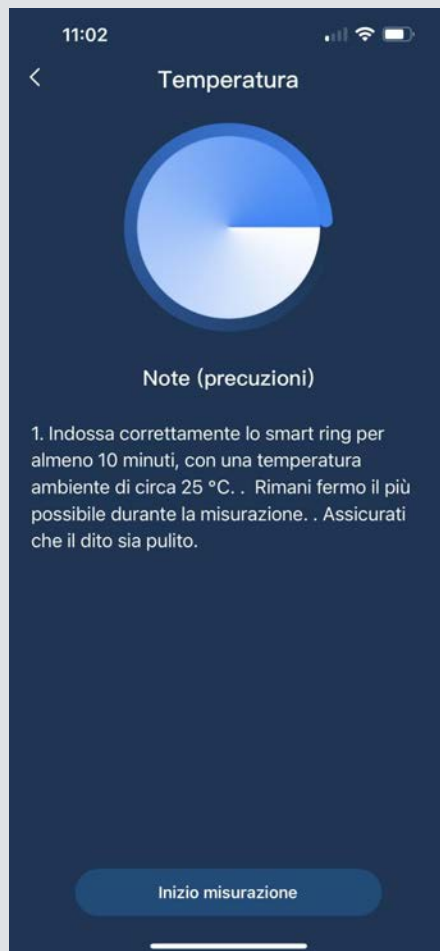 11:02
Temperatura
Note (precuzioni)
1. Indossa correttamente lo smart ring per
almeno 10 minuti, con una temperatura
ambiente di circa 25 °C. .  Rimani fermo il più
possibile durante la misurazione. . Assicurati
che il dito sia pulito.
Inizio misurazione